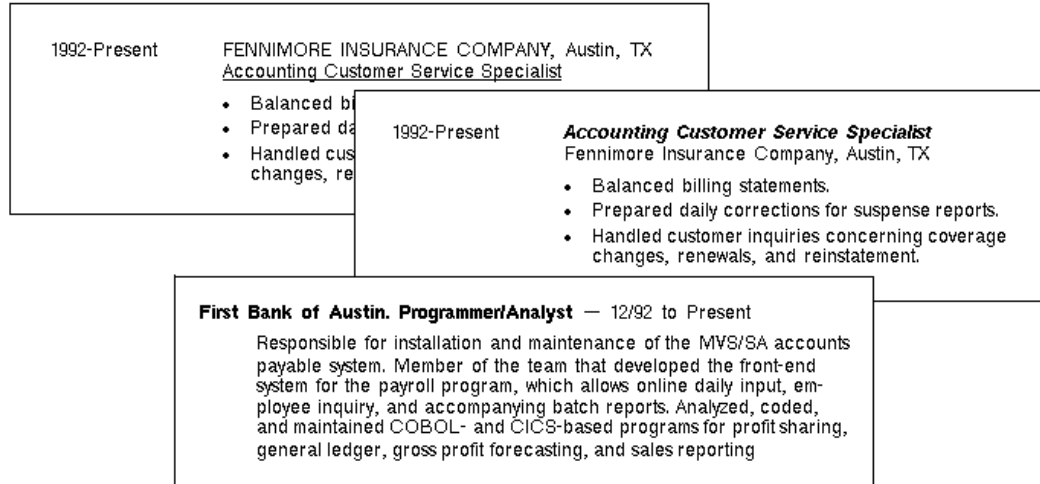 1992-Present FENNIMORE INSURANCE COMPANY, Austin, TX
Accounting Customer Service Specialist
• Balanced
• Prepared
• Handled
changes,
1992-Present Accounting Customer Service Specialist
Fennimore Insurance Company, Austin, TX
• Balanced billing statements.
• Prepared daily corrections for suspense reports.
• Handled customer inquiries concerning coverage
changes, renewals, and reinstatement.
First Bank of Austin. Programmer/Analyst — 12/92 to Present
Responsible for installation and maintenance of the MVS/SA accounts
payable system. Member of the team that developed the front-end
system for the payroll program, which allows online daily input, em-
ployee inquiry, and accompanying batch reports. Analyzed, coded,
and maintained COBOL- and CICS-based programs for profit sharing,
general ledger, gross profit forecasting, and sales reporting